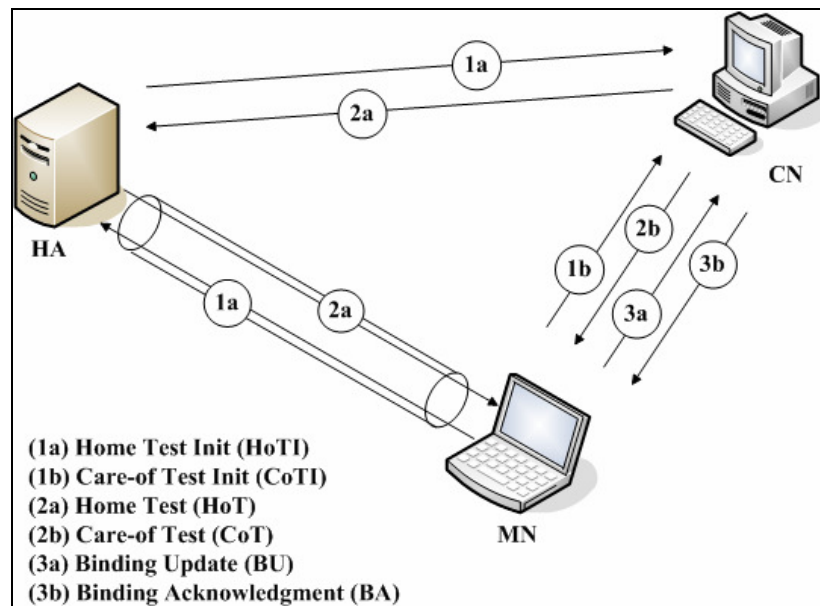 1a
2a
CN
HA
1b
2b
3a
3b
1a
2a
MN
(1a) Home Test Init (HoTI)
(1b) Care-of Test Init (CoTI)
(2a) Home Test (HoT)
(2b) Care-of Test (CoT)
(3a) Binding Update (BU)
(3b) Binding Acknowledgment (BA)